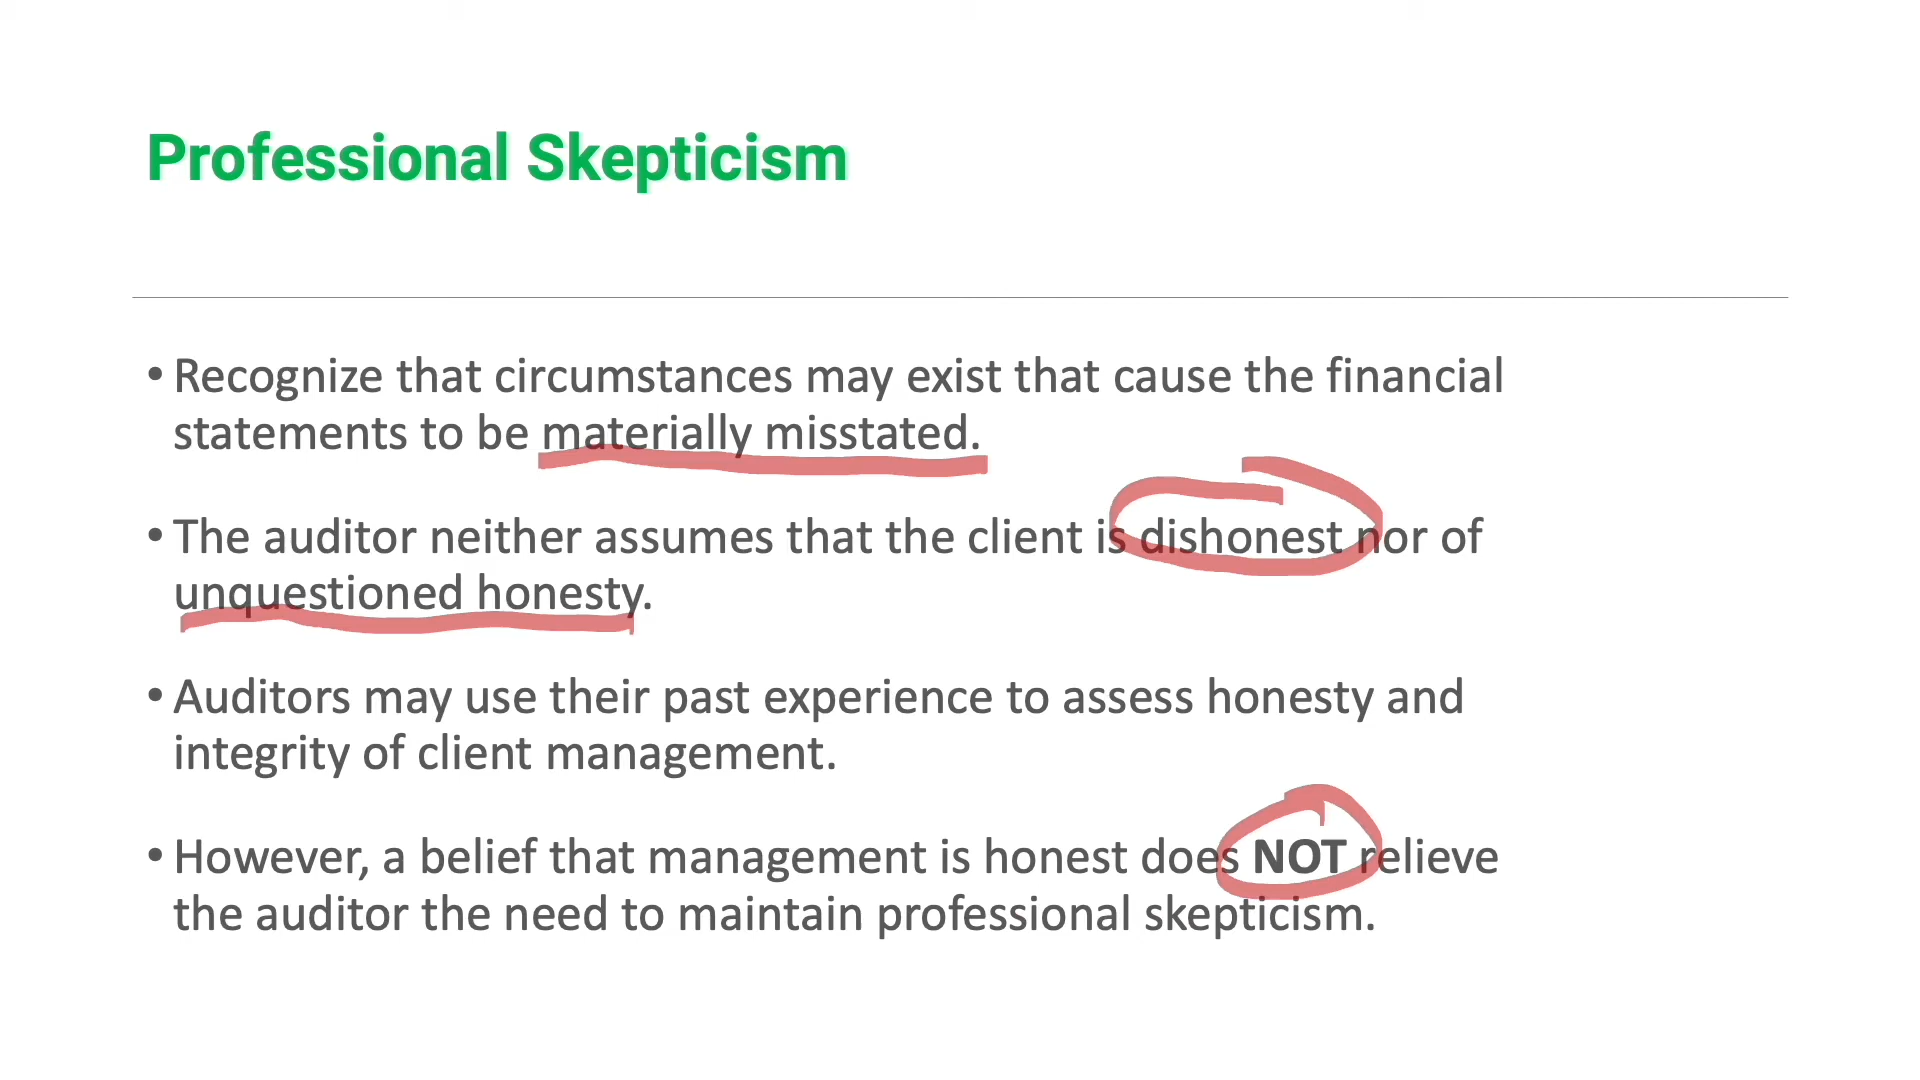 Professional Skepticism
• Recognize that circumstances may exist that cause the financial
statements to be materially misstated.
• The auditor neither assumes that the client is dishonest nor of
unquestioned honesty.
• Auditors may use their past experience to assess honesty and
integrity of client management.
• However, a belief that management is honest does NOT relieve
the auditor the need to maintain professional skepticism.